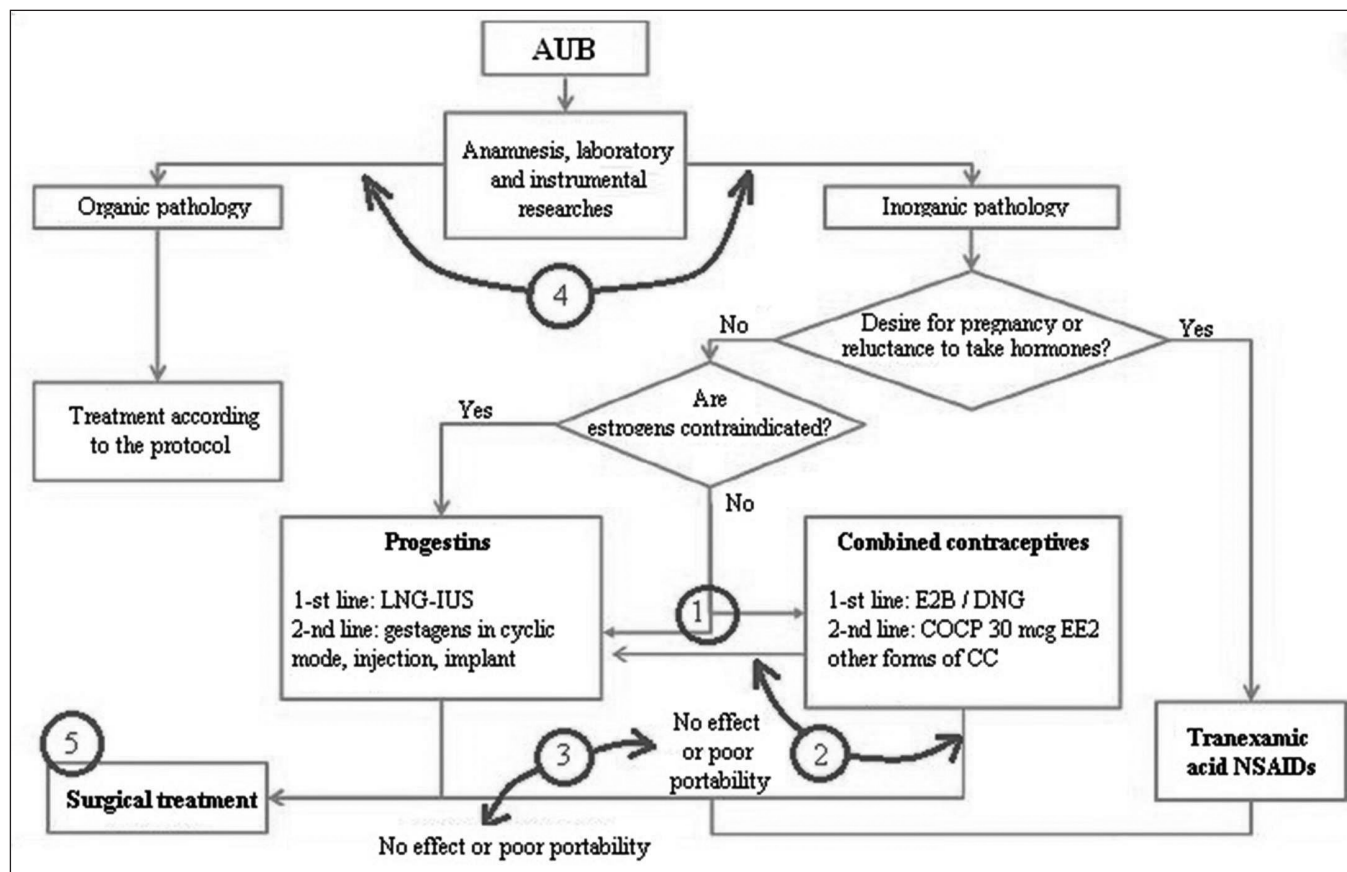 AUB
Anamnesis, laboratory
and instrumental
researches
Organic pathology
Inorganic pathology
4
Desire for pregnancy or
reluctance to take hormones?
No
Yes
Treatment according
to the protocol
Are
estrogens contraindicated?
Yes
No
Progestins
1-st line: LNG-IUS
2-nd line: gestagens in cyclic
mode, injection, implant
1
Combined contraceptives
1-st line: E2B / DNG
2-nd line: COCP 30 mcg EE2
other forms of CC
5
Surgical treatment
3
No effect
or poor
portability
2
Tranexamic
acid NSAIDs
No effect or poor portability